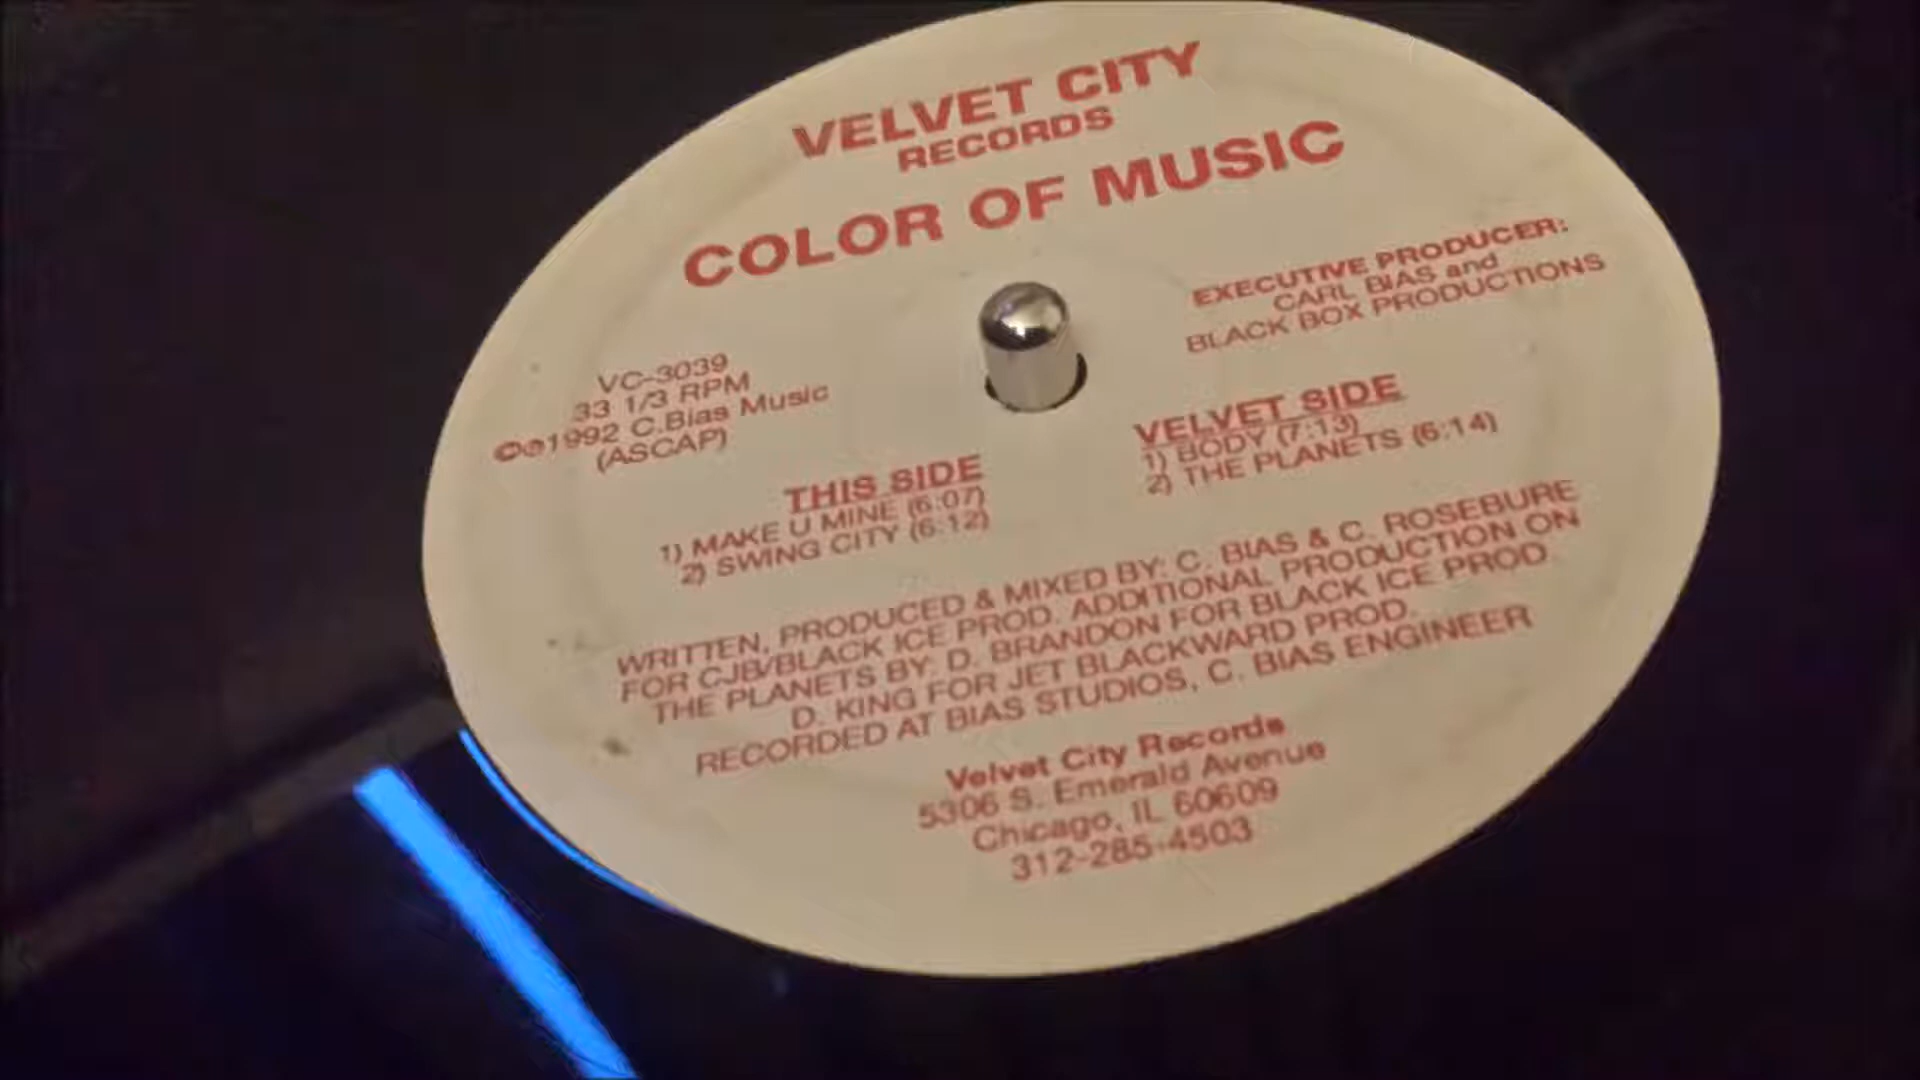 VELVET CITY
RECORDS
COLOR OF MUSIC
EXECUTIVE PRODUCER:
CARL BIAS and
BLACK BOX PRODUCTIONS
VC-3039
33 1/3 RPM
©℗1992 C.Bias Music
(ASCAP)
THIS SIDE
1) MAKE U MINE (6:07)
2) SWING CITY (6:12)
VELVET SIDE
1) BODY (7:13)
2) THE PLANETS (6:14)
WRITTEN, PRODUCED & MIXED BY: C. BIAS & C. ROSEBURE
FOR CJB/BLACK ICE PROD. ADDITIONAL PRODUCTION ON
THE PLANETS BY: D. BRANDON FOR BLACK ICE PROD.
D. KING FOR JET BLACKWARD PROD.
RECORDED AT BIAS STUDIOS, C. BIAS ENGINEER
Velvet City Records
5306 S. Emerald Avenue
Chicago, IL 60609
312-285-4503